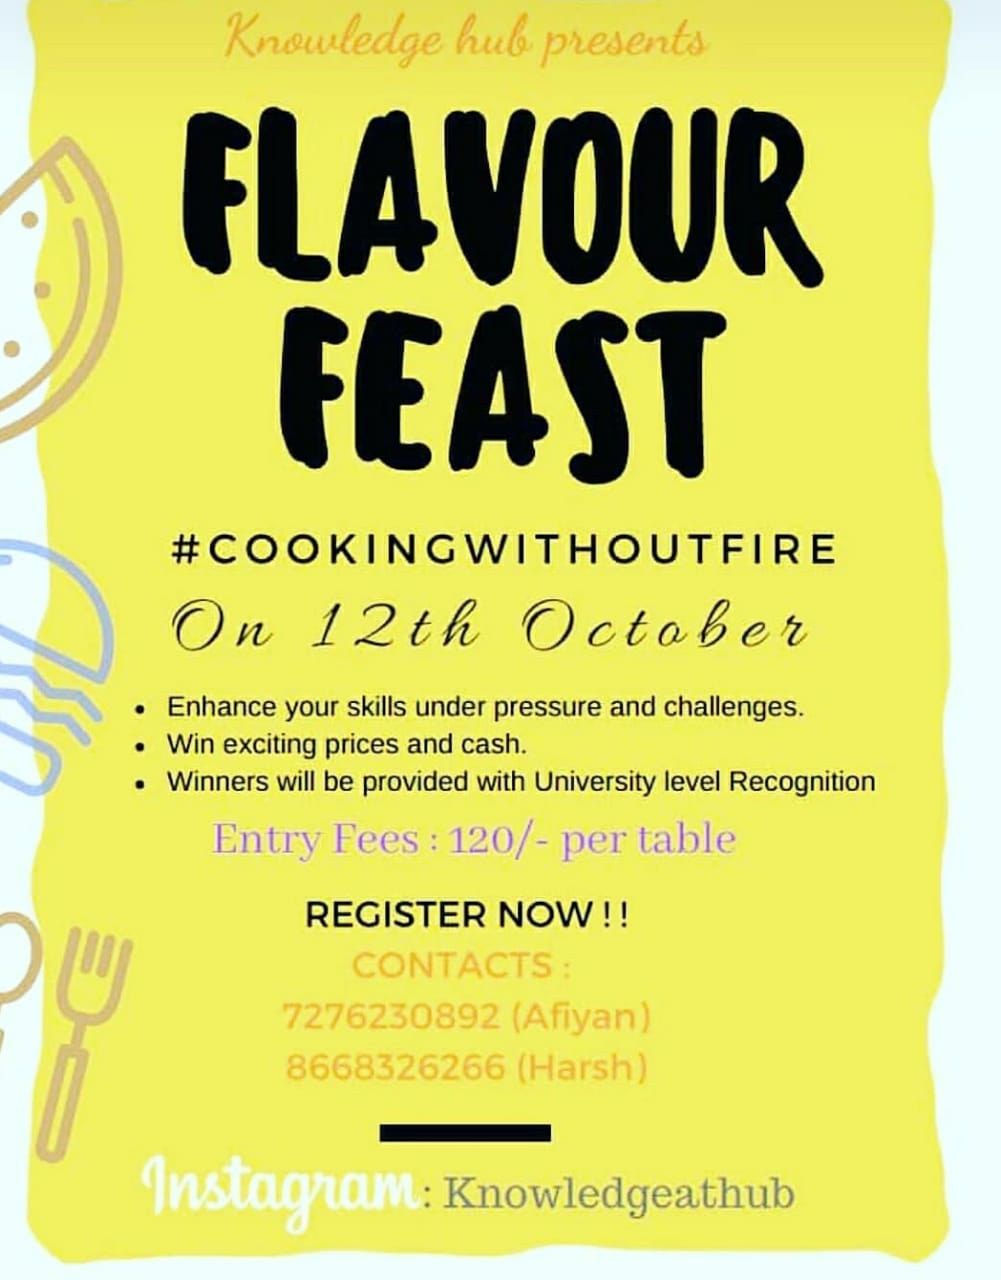 Knowledge hub presents
FLAVOUR
FEAST
#COOKINGWITHOUTFIRE
On 12th October
• Enhance your skills under pressure and challenges.
• Win exciting prices and cash.
• Winners will be provided with University level Recognition
Entry Fees : 120/- per table
REGISTER NOW !!
CONTACTS :
7276230892 (Afiyan)
8668326266 (Harsh)
Instagram: Knowledgeathub